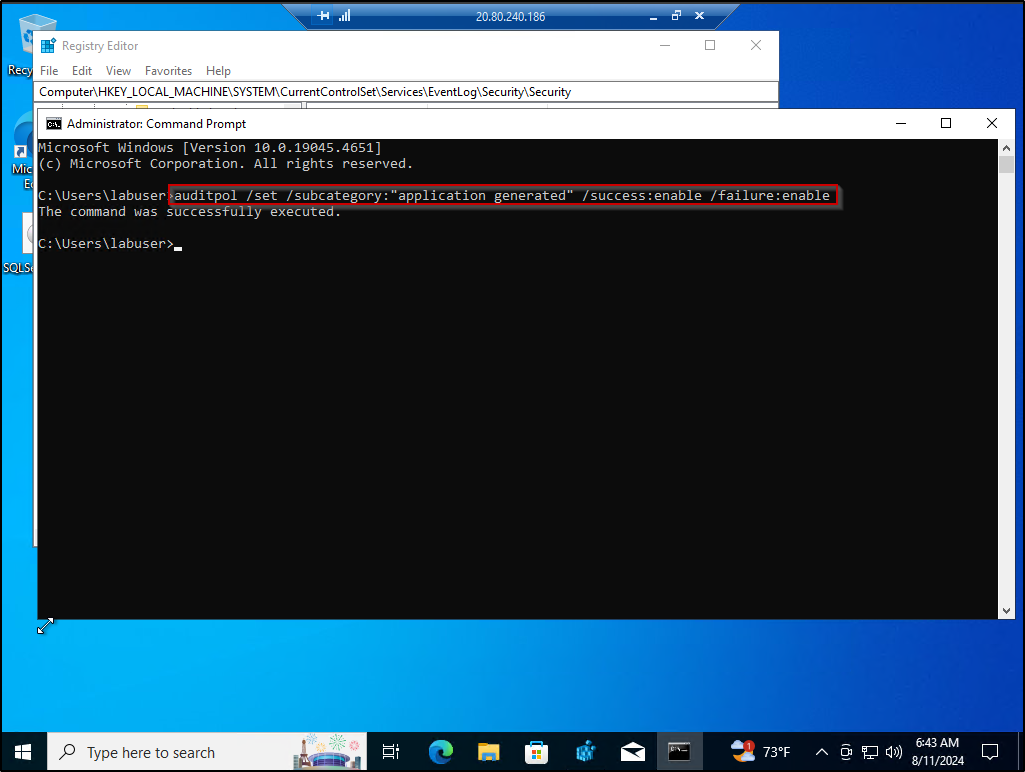 20.80.240.186
Registry Editor
File Edit View Favorites Help
Computer\HKEY_LOCAL_MACHINE\SYSTEM\CurrentControlSet\Services\EventLog\Security\Security
Administrator: Command Prompt
Microsoft Windows [Version 10.0.19045.4651]
(c) Microsoft Corporation. All rights reserved.
C:\Users\labuser>auditpol /set /subcategory:"application generated" /success:enable /failure:enable
The command was successfully executed.
C:\Users\labuser>
Recy
Mic
Ed
SQLSe
Type here to search
1
73°F
6:43 AM
8/11/2024